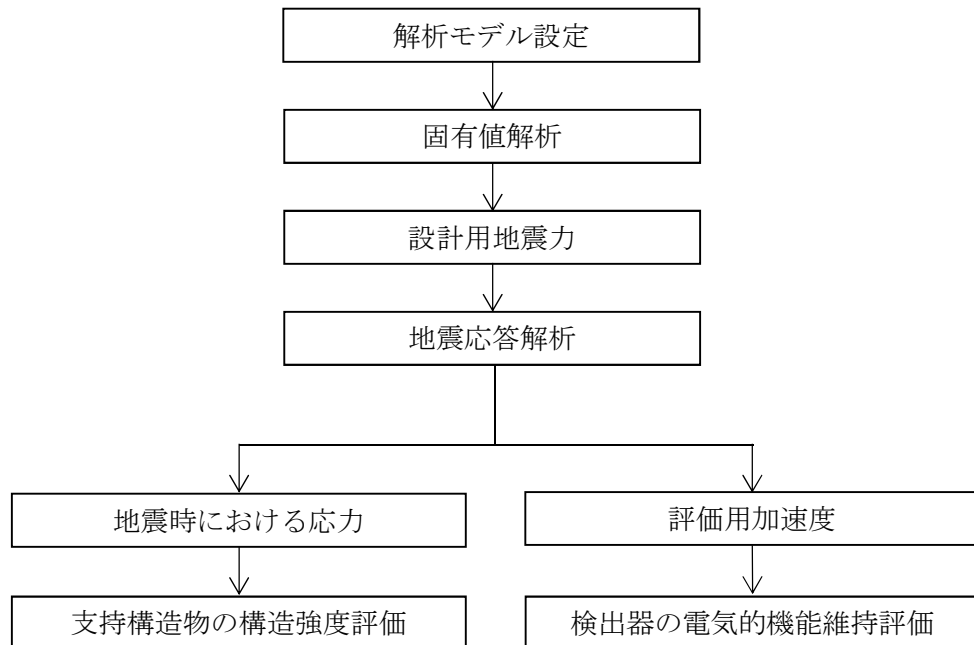 解析モデル設定
固有値解析
設計用地震力
地震応答解析
地震時における応力
評価用加速度
支持構造物の構造強度評価
検出器の電気的機能維持評価